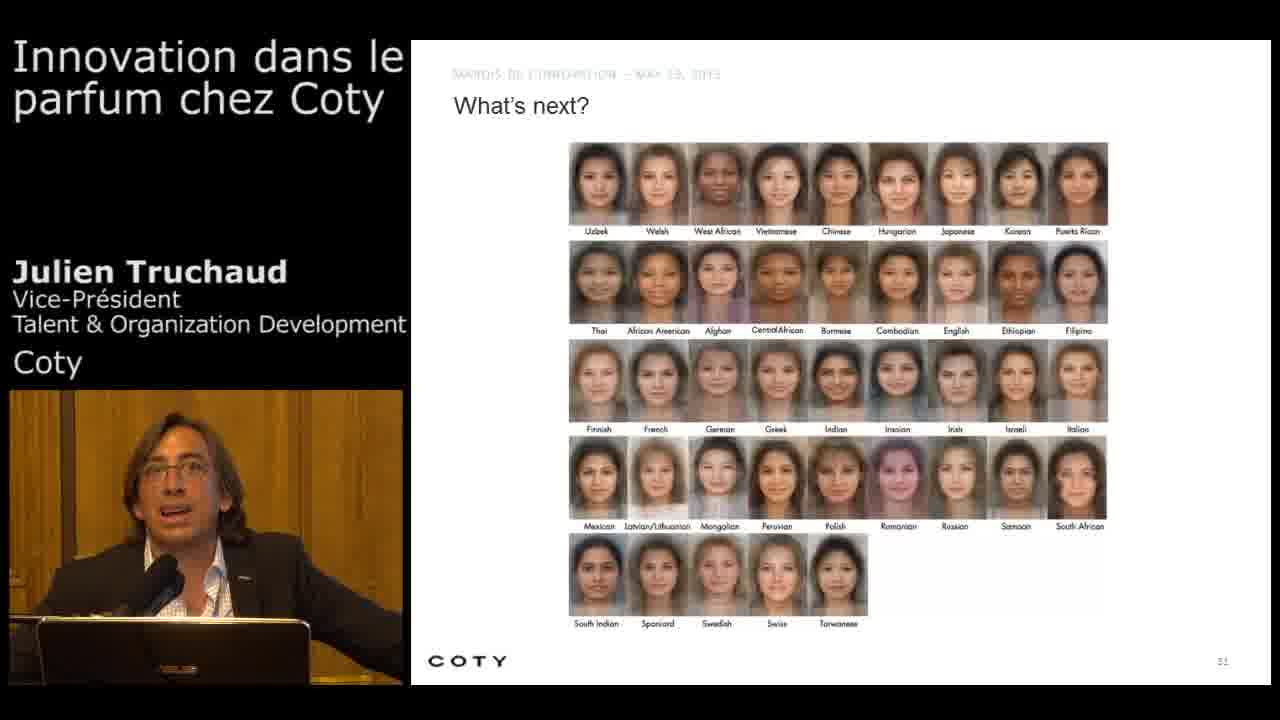 Innovation dans le
parfum chez Coty
Julien Truchaud
Vice-Président
Talent & Organization Development
Coty
MARDIS DE L'INNOVATION – MAY 28, 2013
What's next?
Uzbek Welsh West African Vietnamese Chinese Hungarian Japanese Korean Puerto Rican
Thai African American Afghan Central African Burmese Cambodian English Ethiopian Filipino
Finnish French German Greek Indian Iranian Irish Israeli Italian
Mexican Latvian/Lithuanian Mongolian Peruvian Polish Romanian Russian Samoan South African
South Indian Spaniard Swedish Swiss Taiwanese
COTY
51